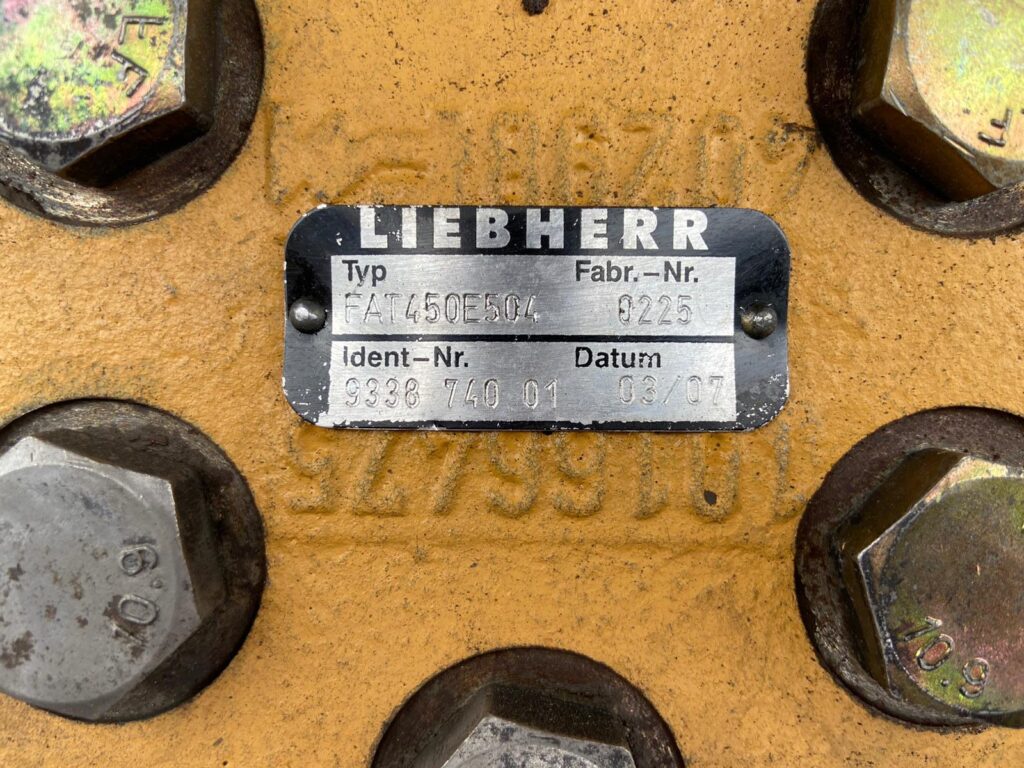 LIEBHERR
Typ Fabr.-Nr.
FAT450E504 0225
Ident-Nr. Datum
9338 740 01 03/07
10.9
10.9